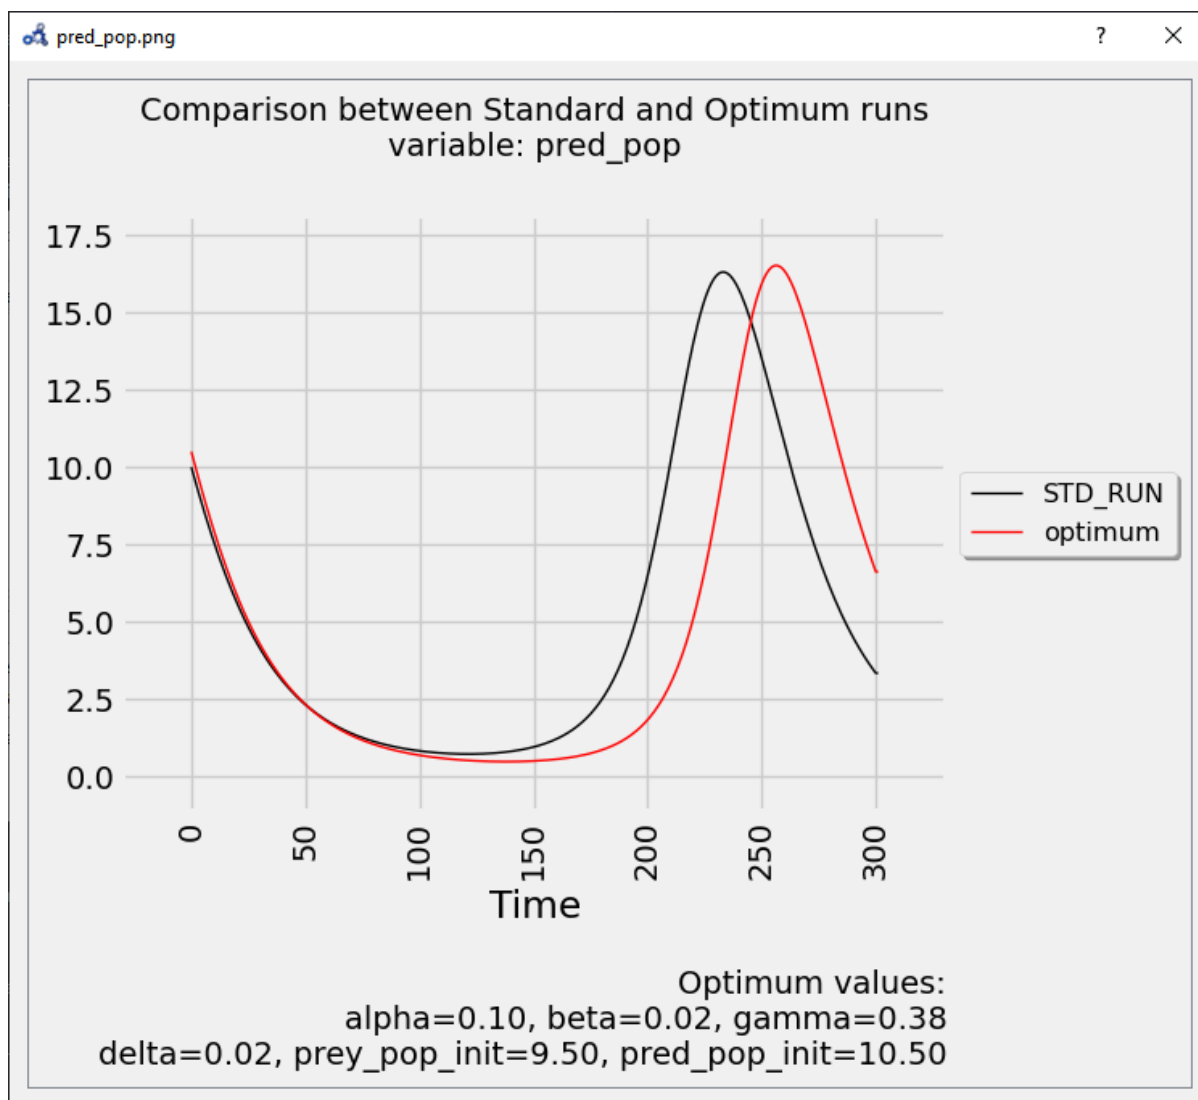 pred_pop.png
?
Comparison between Standard and Optimum runs
variable: pred_pop
17.5
15.0
12.5
10.0
7.5
5.0
2.5
0.0
STD_RUN
optimum
0
50
100
150
200
250
300
Time
Optimum values:
alpha=0.10, beta=0.02, gamma=0.38
delta=0.02, prey_pop_init=9.50, pred_pop_init=10.50